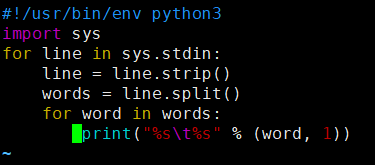 #!/usr/bin/env python3
import sys
for line in sys.stdin:
    line = line.strip()
    words = line.split()
    for word in words:
        print("%s\t%s" % (word, 1))
~